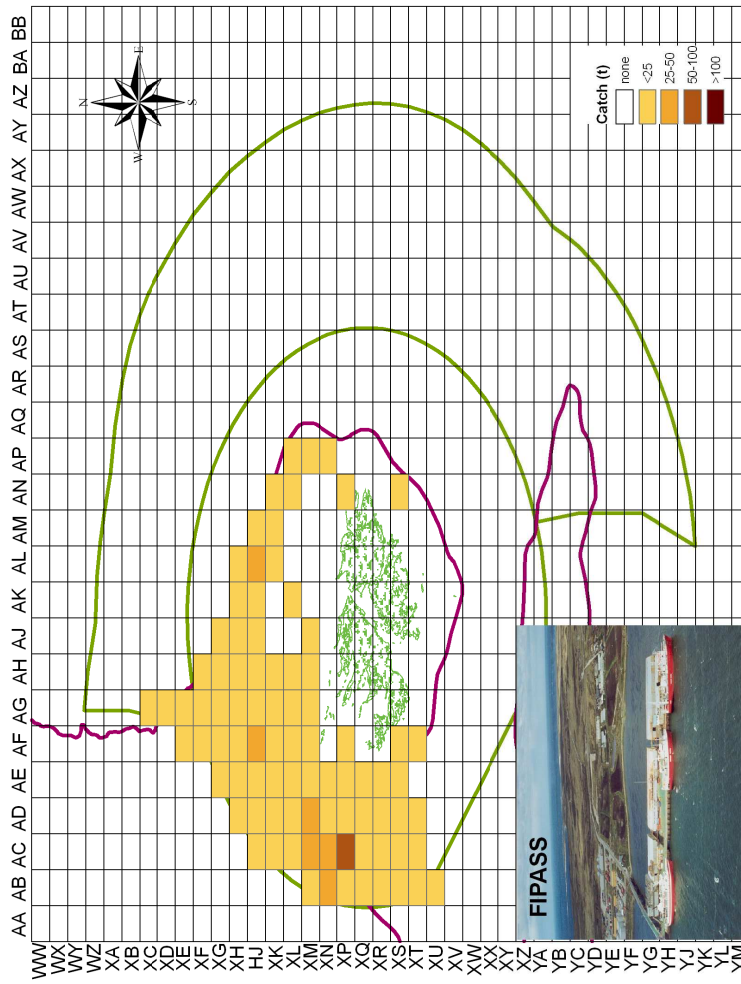 AA AB AC AD AE AF AG AH AJ AK AL AM AN AP AQ AR AS AT AU AV AW AX AY AZ BA BB
WW
WX
WY
WZ
XA
XB
XC
XD
XE
XF
XG
XH
HJ
XK
XL
XM
XN
XP
XQ
XR
XS
XT
XU
XV
XW
XX
XY
XZ
YA
YB
YC
YD
YE
YF
YG
YH
YJ
YK
YL
YM
N
E
S
W
Catch (t)
none
<25
25-50
50-100
>100
FIPASS